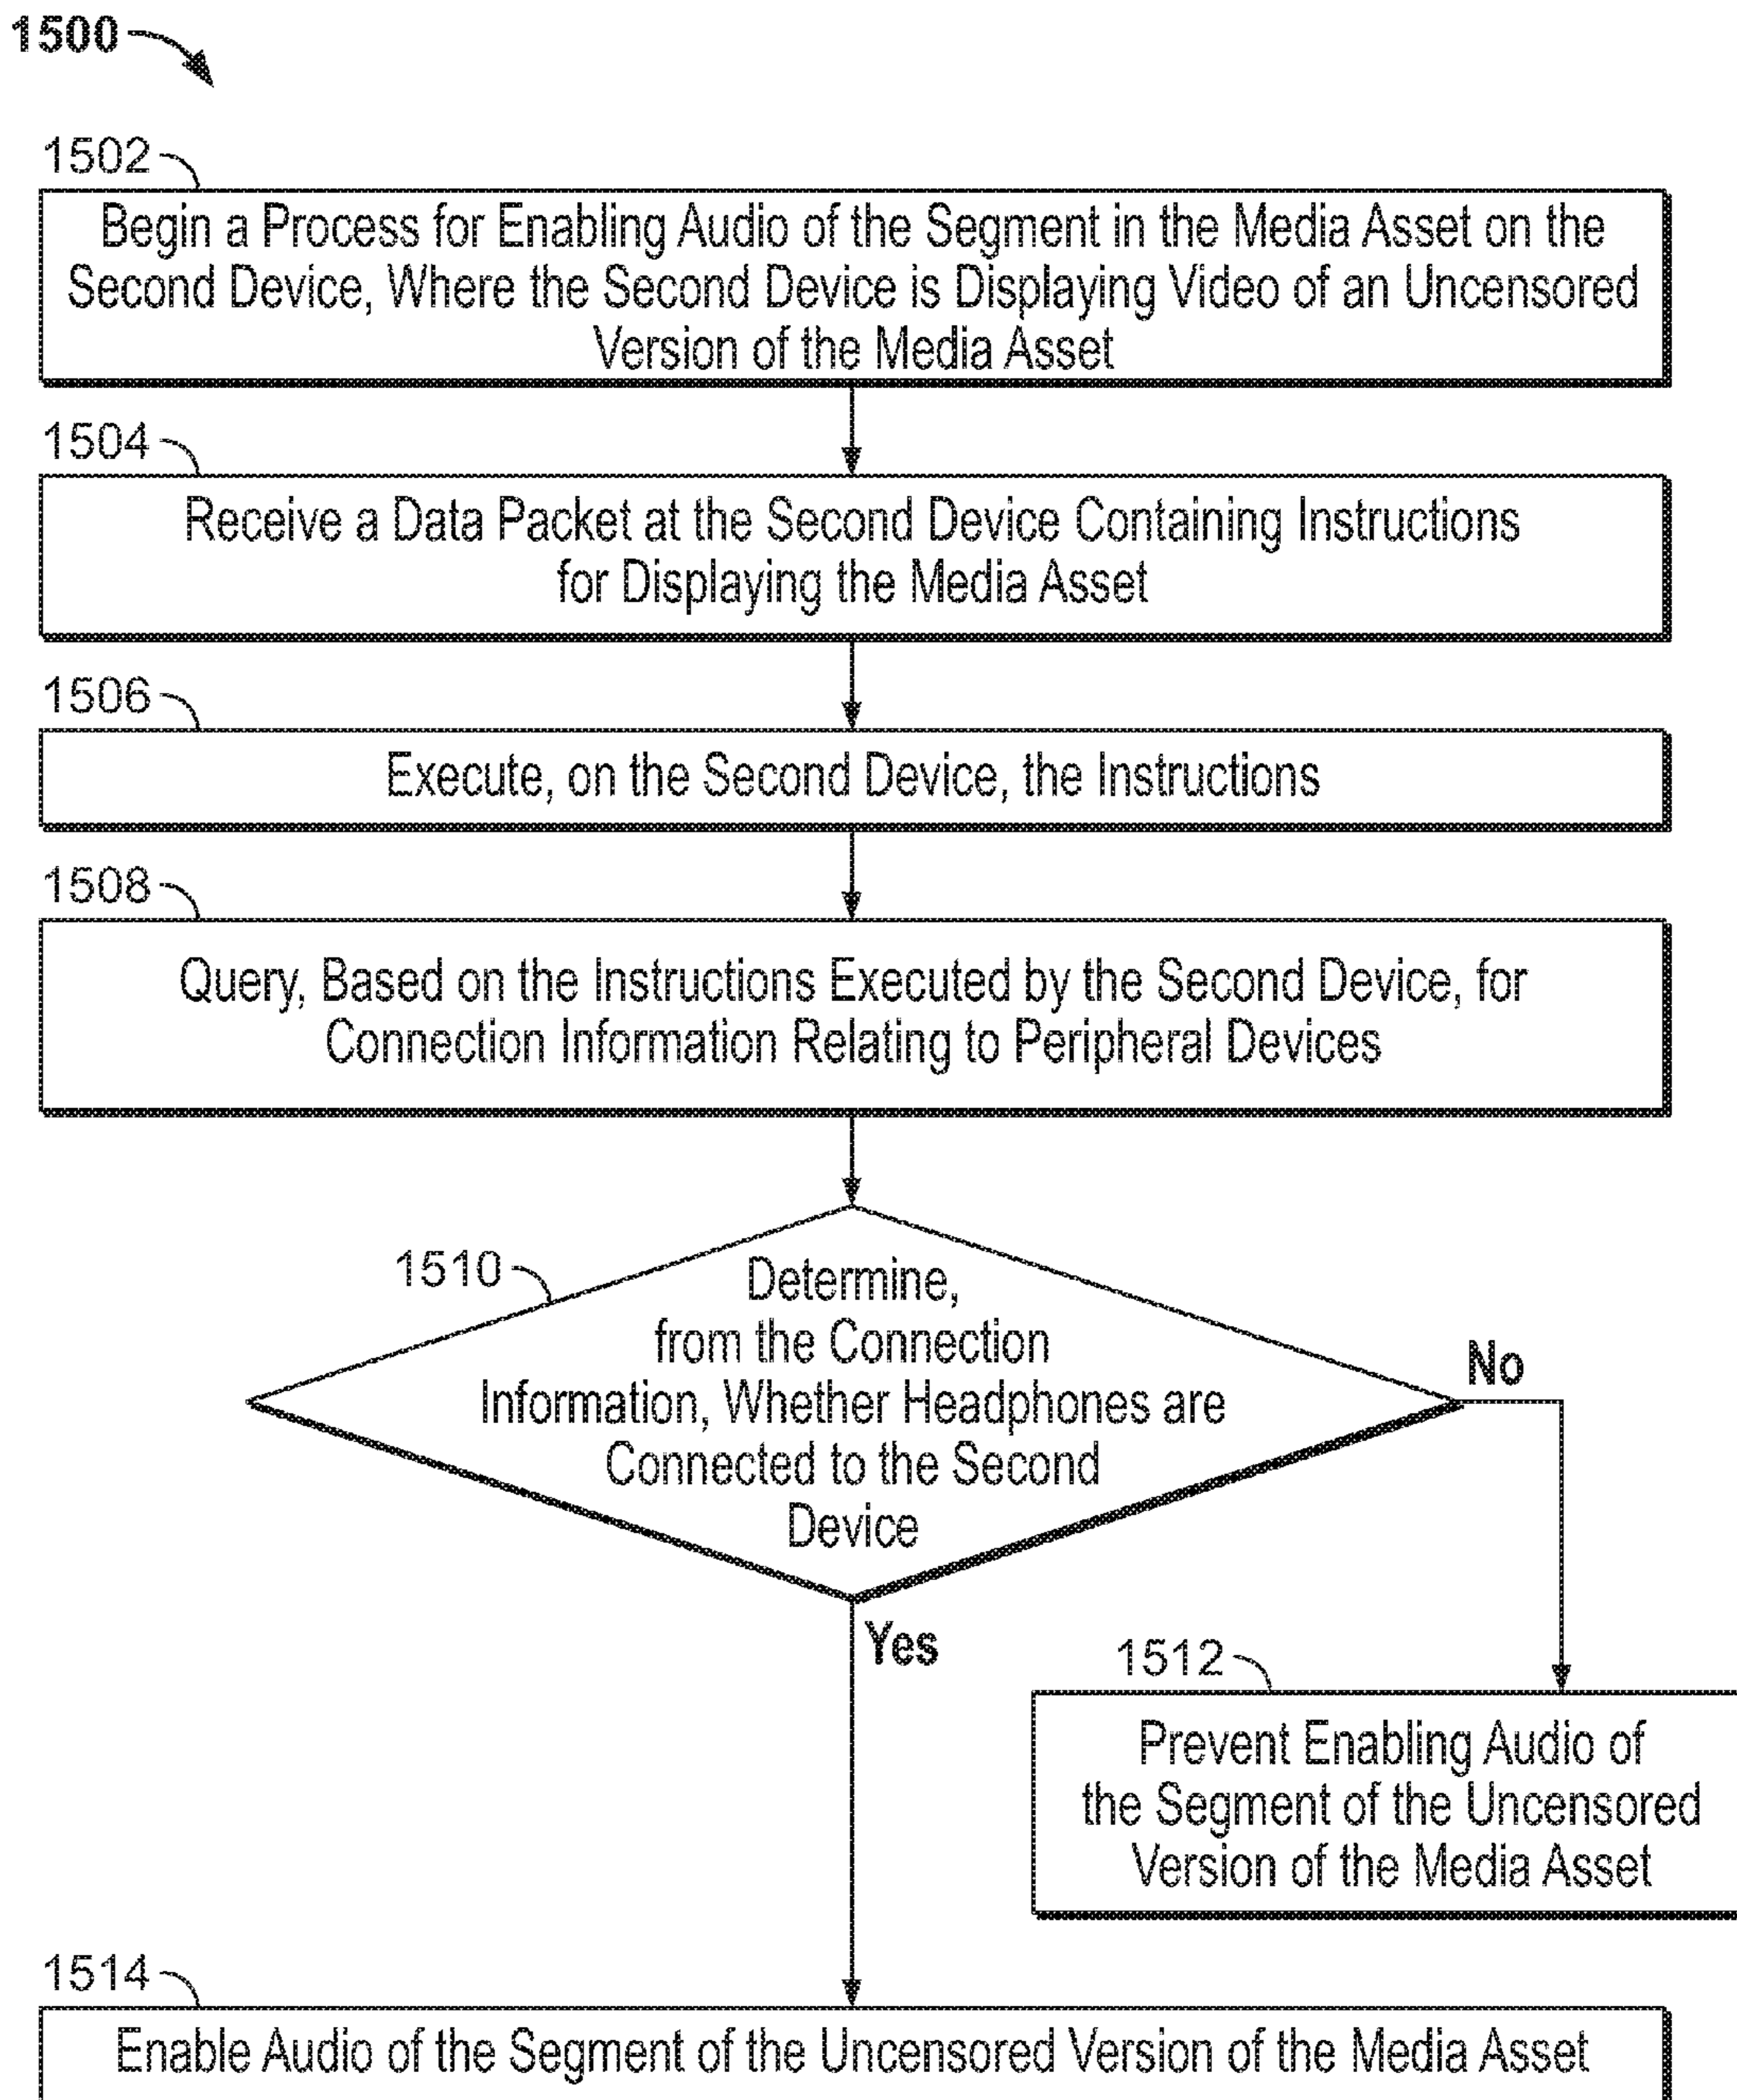 1500
1502
Begin a Process for Enabling Audio of the Segment in the Media Asset on the
Second Device, Where the Second Device is Displaying Video of an Uncensored
Version of the Media Asset
1504
Receive a Data Packet at the Second Device Containing Instructions
for Displaying the Media Asset
1506
Execute, on the Second Device, the Instructions
1508
Query, Based on the Instructions Executed by the Second Device, for
Connection Information Relating to Peripheral Devices
1510
Determine,
from the Connection
Information, Whether Headphones are
Connected to the Second
Device
No
Yes
1512
Prevent Enabling Audio of
the Segment of the Uncensored
Version of the Media Asset
1514
Enable Audio of the Segment of the Uncensored Version of the Media Asset